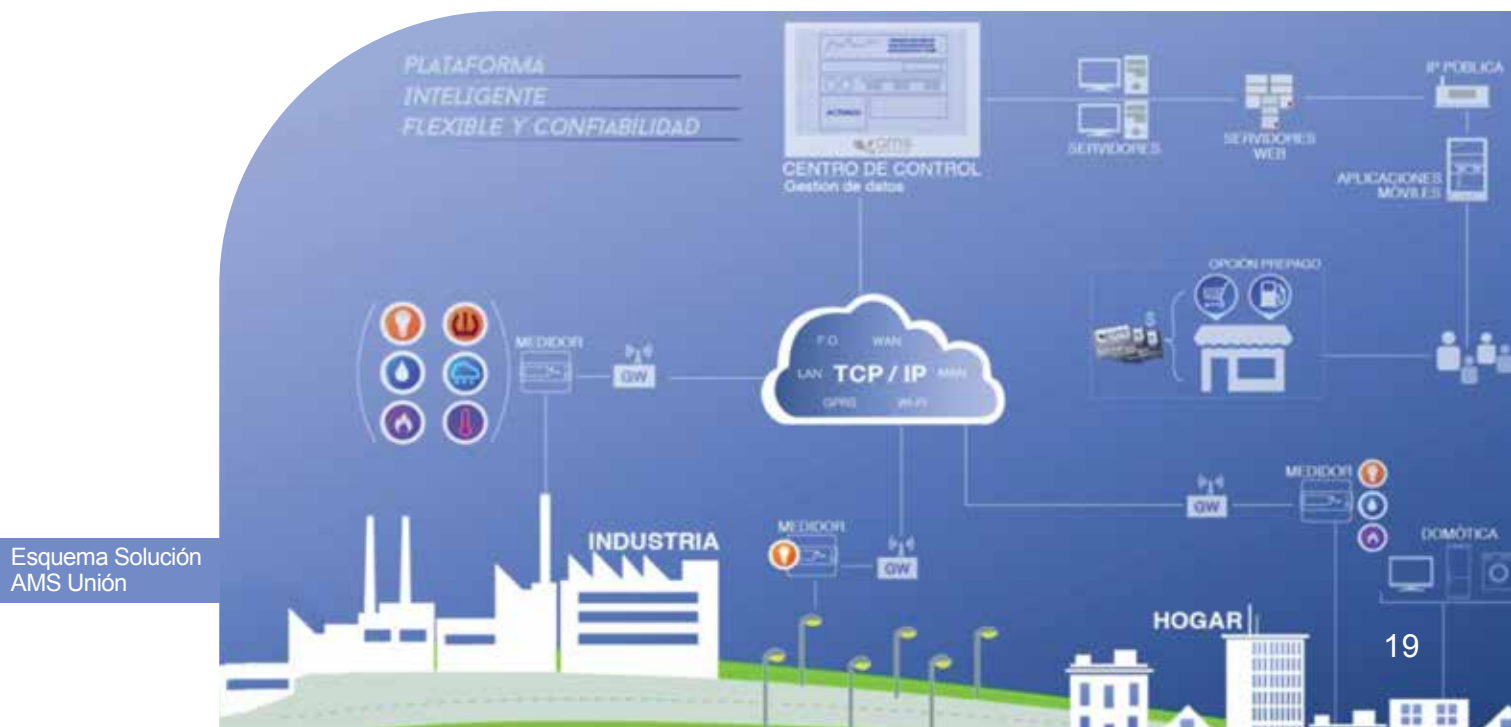 PLATAFORMA
INTELIGENTE
FLEXIBLE Y CONFIABILIDAD
ams
CENTRO DE CONTROL
Gestión de datos
SERVIDORES
SERVIDORES
WEB
IP PÚBLICA
APLICACIONES
MÓVILES
OPCIÓN PREPAGO
$
MEDIDOR
GW
F.O. WAN
LAN TCP / IP MAN
GPRS WI-FI
MEDIDOR
GW
MEDIDOR
GW
DOMÓTICA
INDUSTRIA
HOGAR
Esquema Solución
AMS Unión
19